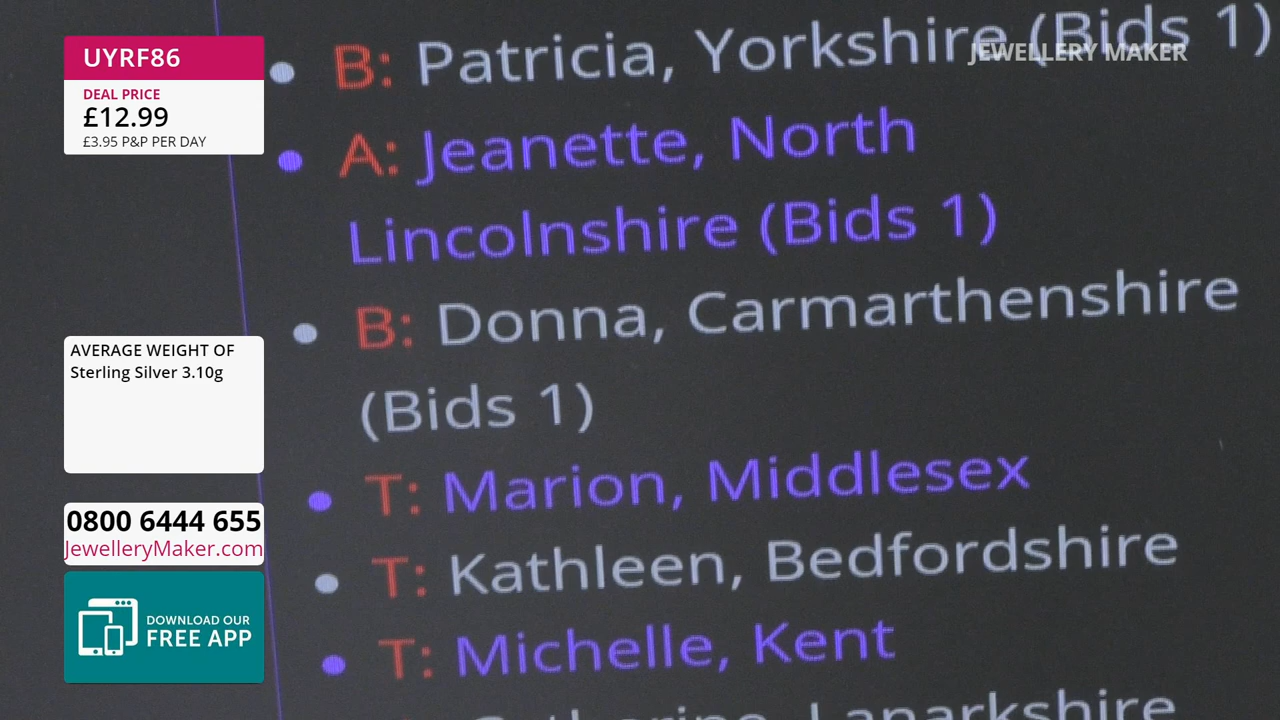 UYRF86
DEAL PRICE
£12.99
£3.95 P&P PER DAY
AVERAGE WEIGHT OF
Sterling Silver 3.10g
0800 6444 655
JewelleryMaker.com
DOWNLOAD OUR
FREE APP
JEWELLERY MAKER
• B: Patricia, Yorkshire (Bids 1)
• A: Jeanette, North
Lincolnshire (Bids 1)
• B: Donna, Carmarthenshire
(Bids 1)
• T: Marion, Middlesex
• T: Kathleen, Bedfordshire
• T: Michelle, Kent
Catherine, Lanarkshire